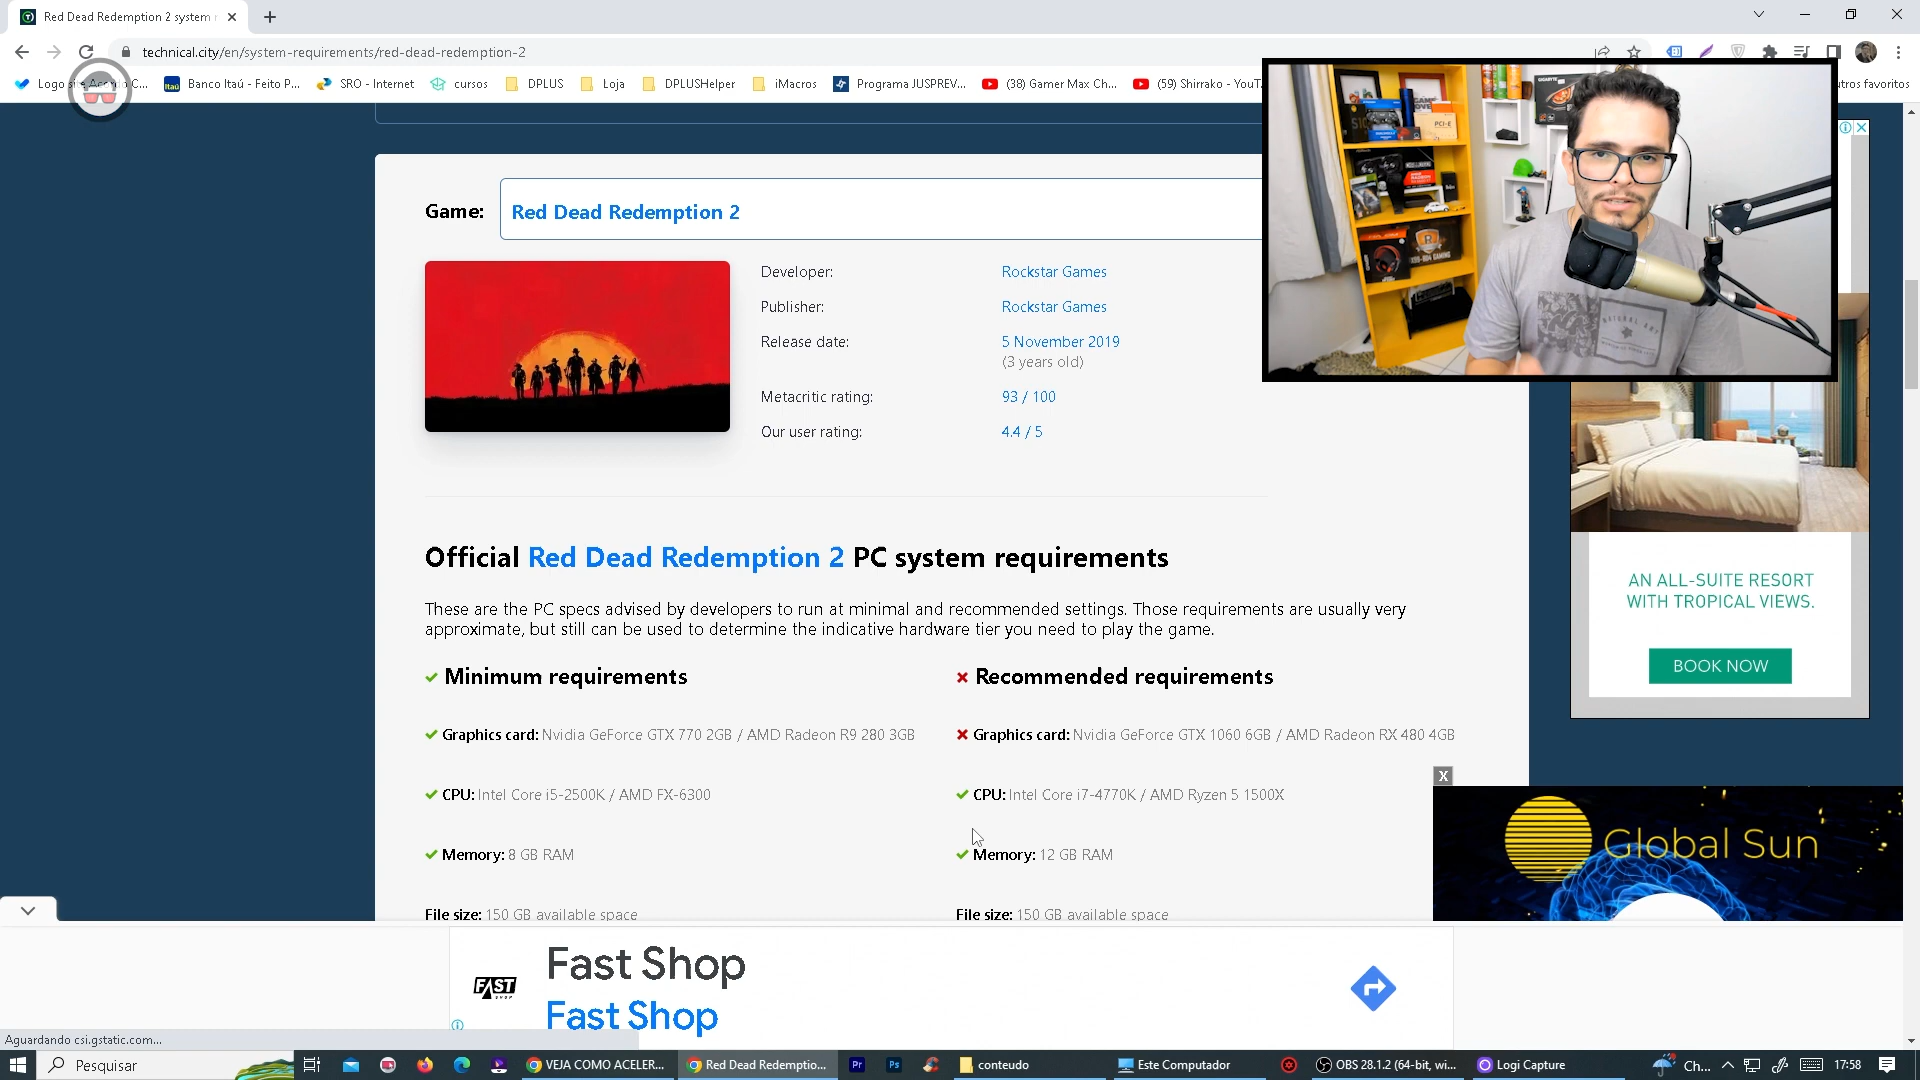 Red Dead Redemption 2 system r
technical.city/en/system-requirements/red-dead-redemption-2
Banco Itaú - Feito P...
SRO - Internet
cursos
DPLUS
Loja
DPLUSHelper
iMacros
Programa JUSPREV...
(38) Gamer Max Ch...
(59) Shirrako - YouT
utros favoritos
Game:
Red Dead Redemption 2
Developer:
Rockstar Games
Publisher:
Rockstar Games
Release date:
5 November 2019
(3 years old)
Metacritic rating:
93 / 100
Our user rating:
4.4 / 5
Official Red Dead Redemption 2 PC system requirements
These are the PC specs advised by developers to run at minimal and recommended settings. Those requirements are usually very
approximate, but still can be used to determine the indicative hardware tier you need to play the game.
Minimum requirements
Graphics card: Nvidia GeForce GTX 770 2GB / AMD Radeon R9 280 3GB
CPU: Intel Core i5-2500K / AMD FX-6300
Memory: 8 GB RAM
File size: 150 GB available space
Recommended requirements
Graphics card: Nvidia GeForce GTX 1060 6GB / AMD Radeon RX 480 4GB
CPU: Intel Core i7-4770K / AMD Ryzen 5 1500X
Memory: 12 GB RAM
File size: 150 GB available space
AN ALL-SUITE RESORT
WITH TROPICAL VIEWS.
BOOK NOW
X
Global Sun
FAST
SHOP
Fast Shop
Fast Shop
Aguardando csi.gstatic.com...
Pesquisar
VEJA COMO ACELER...
Red Dead Redemptio...
Pr
Ps
conteudo
Este Computador
OBS 28.1.2 (64-bit, wi...
Logi Capture
Ch...
17:58